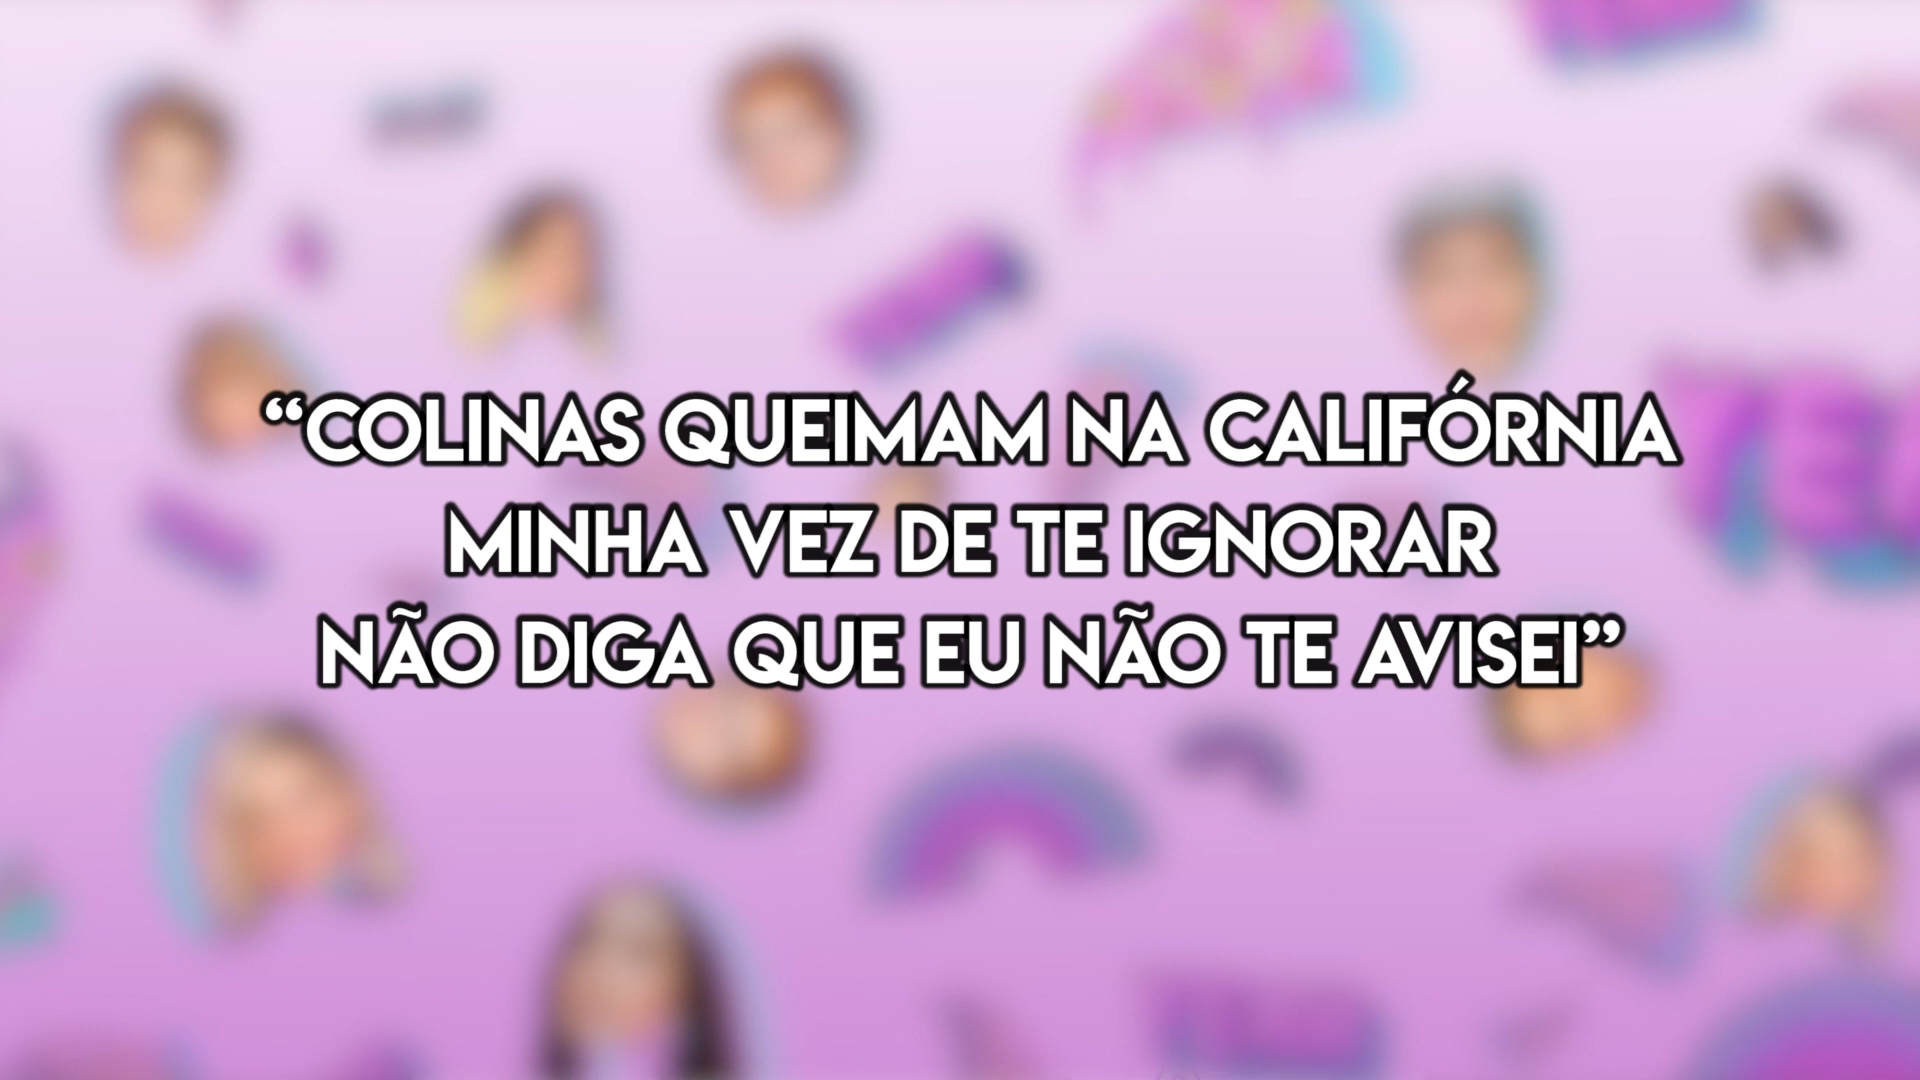 “COLINAS QUEIMAM NA CALIFÓRNIA
MINHA VEZ DE TE IGNORAR
NÃO DIGA QUE EU NÃO TE AVISEI”